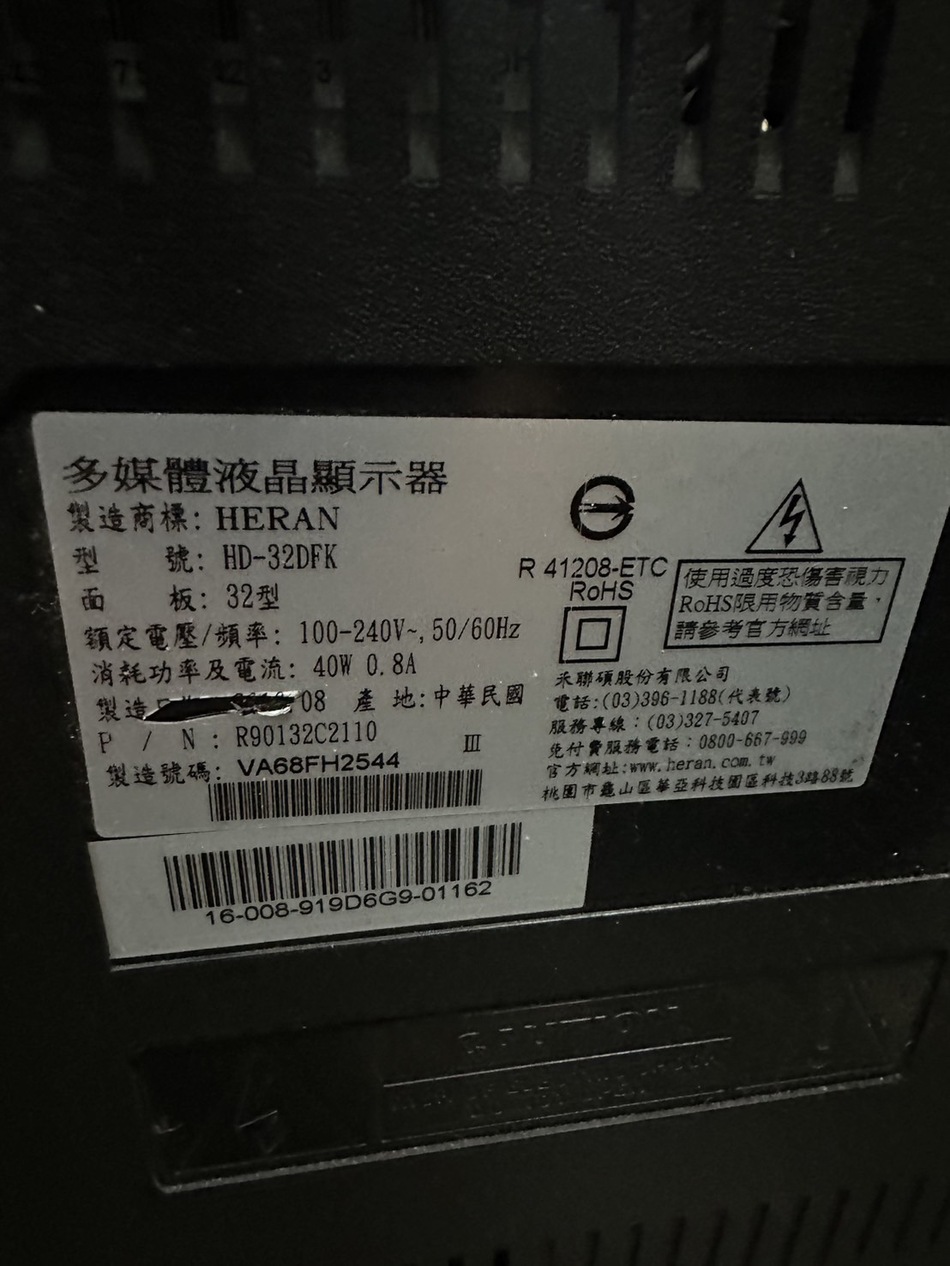 多媒體液晶顯示器
製造商標: HERAN
型 號: HD-32DFK
面 板: 32型
額定電壓/頻率: 100-240V~, 50/60Hz
消耗功率及電流: 40W 0.8A
製造 08 產 地:中華民國
P / N : R90132C2110
III
製造號碼: VA68FH2544
R 41208-ETC
RoHS
使用過度恐傷害視力
RoHS限用物質含量,
請參考官方網址
禾聯碩股份有限公司
電話:(03)396-1188(代表號)
服務專線:(03)327-5407
免付費服務電話:0800-667-999
官方網址:www.heran.com.tw
桃園市龜山區華亞科技園區科技3路88號
16-008-919D6G9-01162
CAUTION